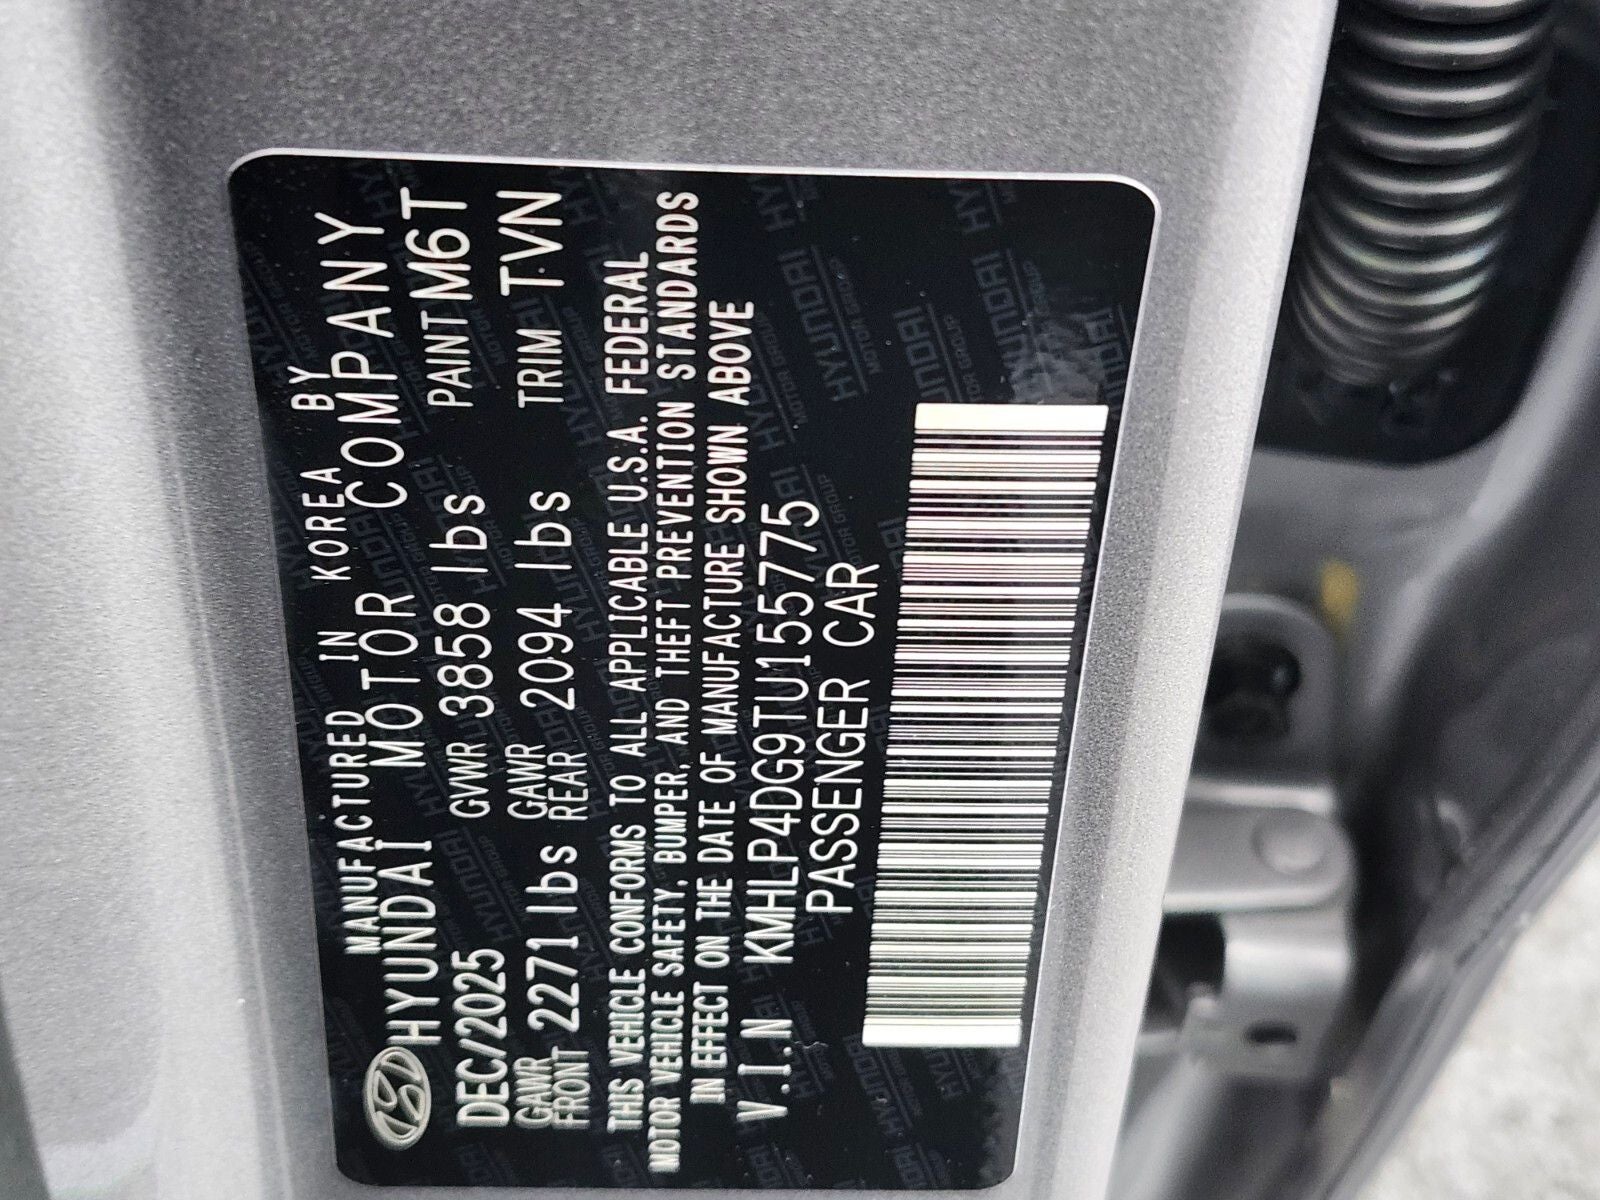 MANUFACTURED IN KOREA BY
HYUNDAI MOTOR COMPANY
DEC/2025 GVWR 3858 lbs PAINT M6T
GAWR FRONT 2271 lbs GAWR REAR 2094 lbs TRIM TVN
THIS VEHICLE CONFORMS TO ALL APPLICABLE U.S.A. FEDERAL
MOTOR VEHICLE SAFETY, BUMPER, AND THEFT PREVENTION STANDARDS
IN EFFECT ON THE DATE OF MANUFACTURE SHOWN ABOVE
V.I.N KMHLP4DG9TU155775
PASSENGER CAR